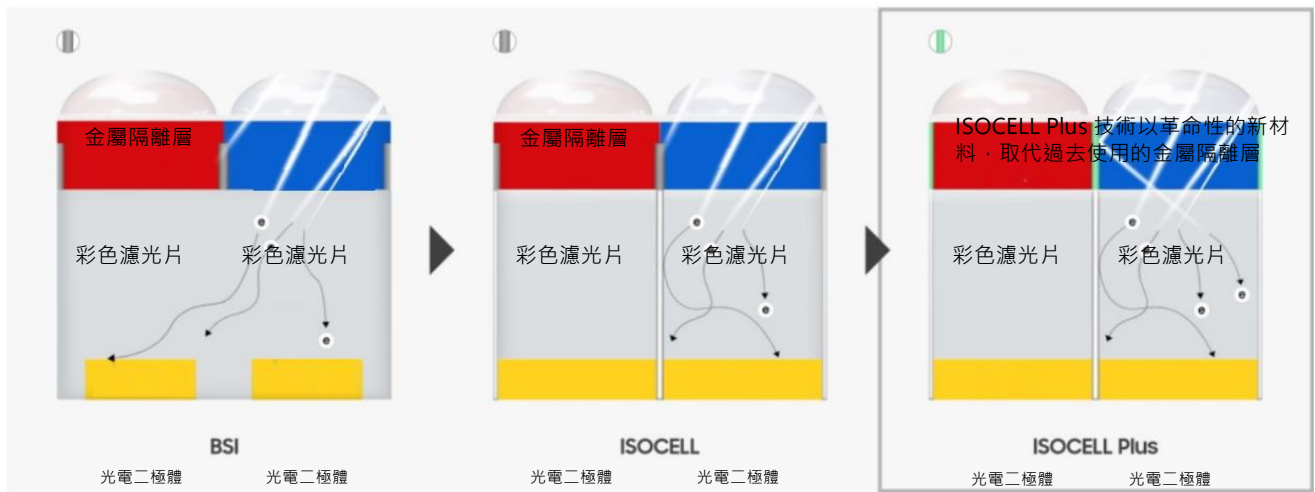 金屬隔離層
彩色濾光片 彩色濾光片
e
e
e
BSI
光電二極體 光電二極體
金屬隔離層
彩色濾光片 彩色濾光片
e
e
ISOCELL
光電二極體 光電二極體
ISOCELL Plus 技術以革命性的新材
料，取代過去使用的金屬隔離層
彩色濾光片 彩色濾光片
e
e
e
ISOCELL Plus
光電二極體 光電二極體